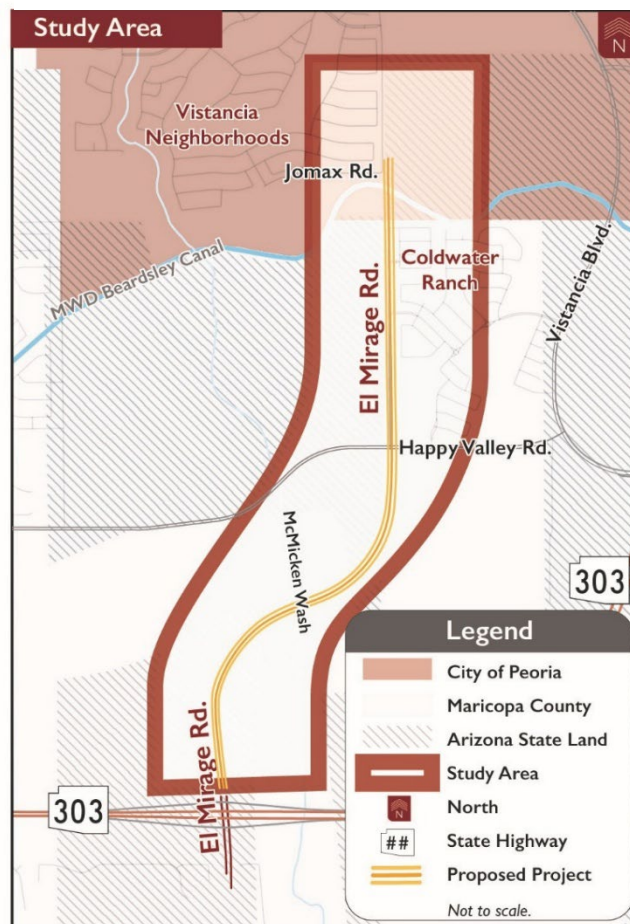 Study Area
N
Vistancia
Neighborhoods
Jomax Rd.
MWD Beardsley Canal
Coldwater
Ranch
Vistancia Blvd.
El Mirage Rd.
Happy Valley Rd.
McMicken Wash
303
El Mirage Rd.
303
Legend
City of Peoria
Maricopa County
Arizona State Land
Study Area
N
North
##
State Highway
Proposed Project
Not to scale.